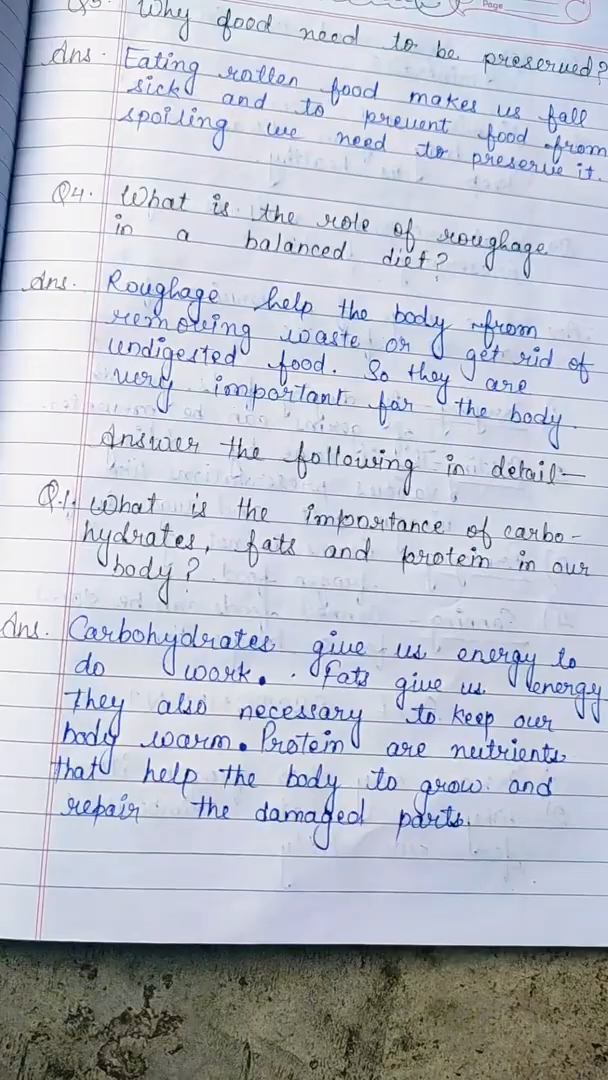 Page
Q3. Why food need to be preserved?
Ans. Eating rotten food makes us fall
sick and to prevent food from
spoiling we need to preserve it.
Q4. What is the role of roughage
in a balanced diet?
Ans. Roughage help the body from
removing waste or get rid of
undigested food. So they are
very important for the body.
Answer the following in detail-
Q.1. What is the importance of carbo-
hydrates, fats and protein in our
body?
Ans. Carbohydrates give us energy to
do work. Fats give us energy
They also necessary to keep our
body warm. Protein are nutrients
that help the body to grow and
repair the damaged parts.